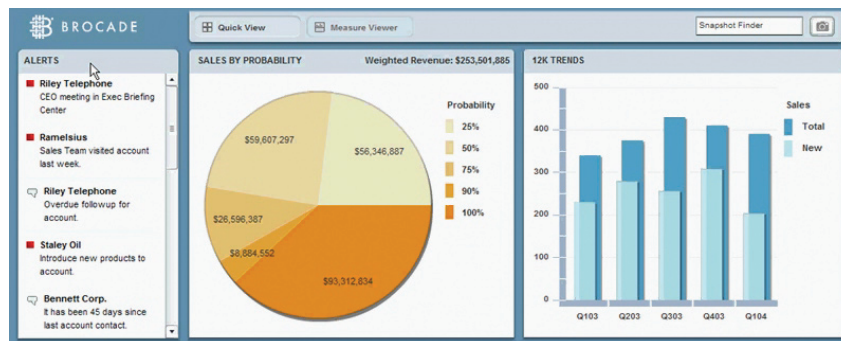 BROCADE
Quick View
Measure Viewer
Snapshot Finder
ALERTS
Riley Telephone
CEO meeting in Exec Briefing
Center
Ramelsius
Sales Team visited account
last week.
Riley Telephone
Overdue followup for
account.
Staley Oil
Introduce new products to
account.
Bennett Corp.
It has been 45 days since
last account contact.
SALES BY PROBABILITY
Weighted Revenue: $253,501,885
$59,607,297
$56,346,887
$26,596,387
$8,884,552
$93,312,834
Probability
25%
50%
75%
90%
100%
12K TRENDS
500
400
300
200
100
0
Q103
Q203
Q303
Q403
Q104
Sales
Total
New